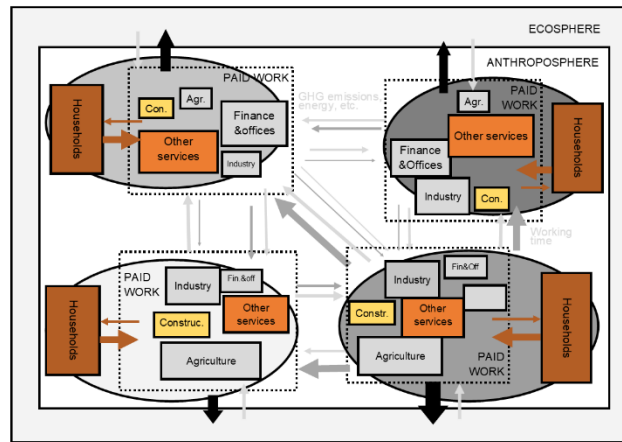 ECOSPHERE
ANTHROPOSPHERE
PAID WORK
Households
Con.
Agr.
Finance
&offices
Other
services
Industry
GHG emissions,
energy, etc.
PAID
WORK
Agr.
Other services
Finance
&Offices
Industry
Con.
Households
Working
time
PAID
WORK
Households
Industry
Fin.&off
Construc.
Other
services
Agriculture
Industry
Fin&Off
Constr.
Other
services
Agriculture
PAID
WORK
Households